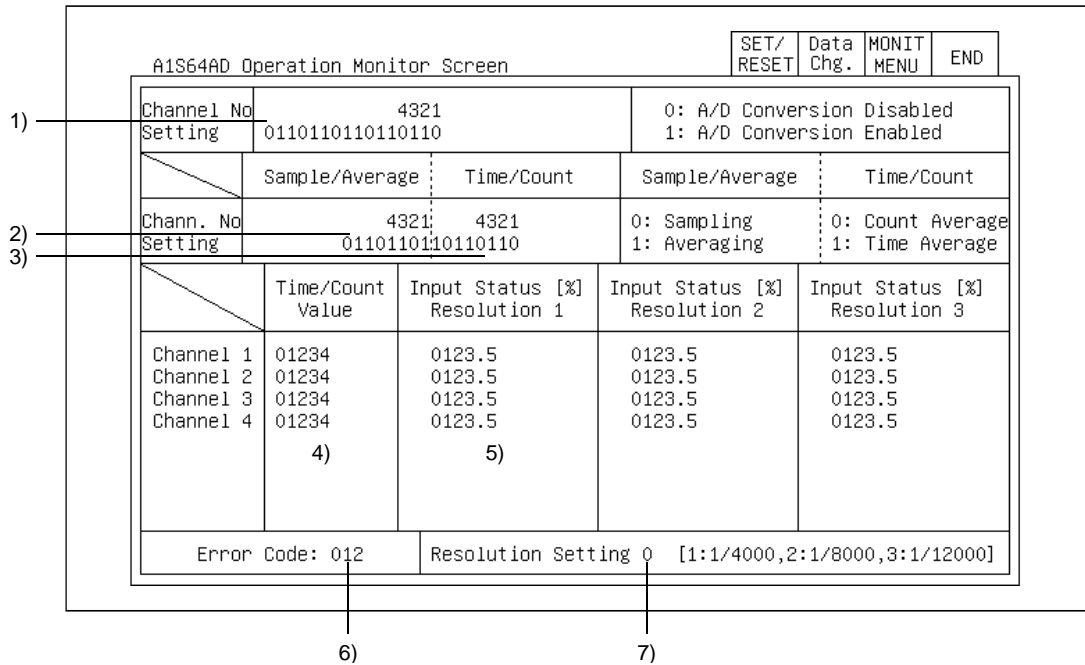 SET/ RESET
Data Chg.
MONIT MENU
END
A1S64AD Operation Monitor Screen
1)
Channel No 4321
Setting 0110110110110110
0: A/D Conversion Disabled
1: A/D Conversion Enabled
Sample/Average Time/Count Sample/Average Time/Count
Chann. No 4321 4321 0: Sampling 0: Count Average
2)
Setting 0110110110110110 1: Averaging 1: Time Average
3)
Time/Count Value
Input Status [%] Resolution 1
Input Status [%] Resolution 2
Input Status [%] Resolution 3
Channel 1 01234 0123.5 0123.5 0123.5
Channel 2 01234 0123.5 0123.5 0123.5
Channel 3 01234 0123.5 0123.5 0123.5
Channel 4 01234 0123.5 0123.5 0123.5
4) 5)
Error Code: 012 Resolution Setting 0 [1:1/4000,2:1/8000,3:1/12000]
6) 7)